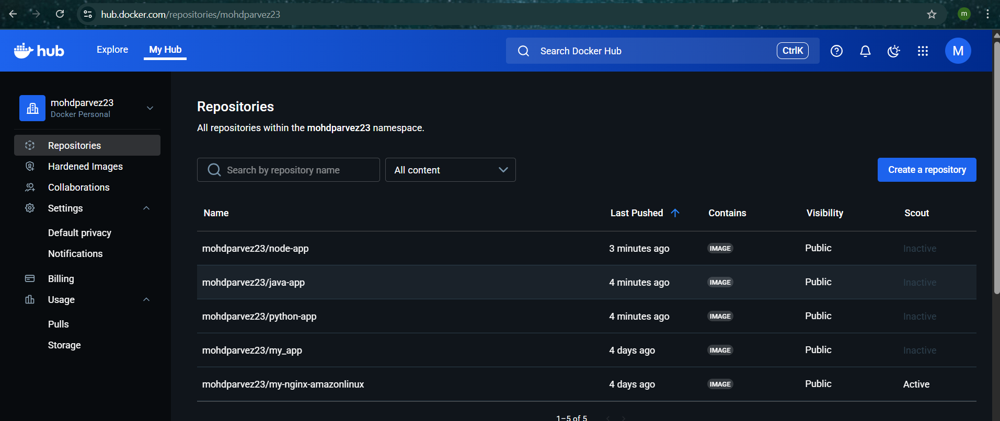 hub.docker.com/repositories/mohdparvez23
m
hub
Explore
My Hub
Search Docker Hub
CtrlK
M
mohdparvez23
Docker Personal
Repositories
Hardened Images
Collaborations
Settings
Default privacy
Notifications
Billing
Usage
Pulls
Storage
Repositories
All repositories within the mohdparvez23 namespace.
Search by repository name
All content
Create a repository
Name Last Pushed Contains Visibility Scout
mohdparvez23/node-app 3 minutes ago IMAGE Public Inactive
mohdparvez23/java-app 4 minutes ago IMAGE Public Inactive
mohdparvez23/python-app 4 minutes ago IMAGE Public Inactive
mohdparvez23/my_app 4 days ago IMAGE Public Inactive
mohdparvez23/my-nginx-amazonlinux 4 days ago IMAGE Public Active
1–5 of 5